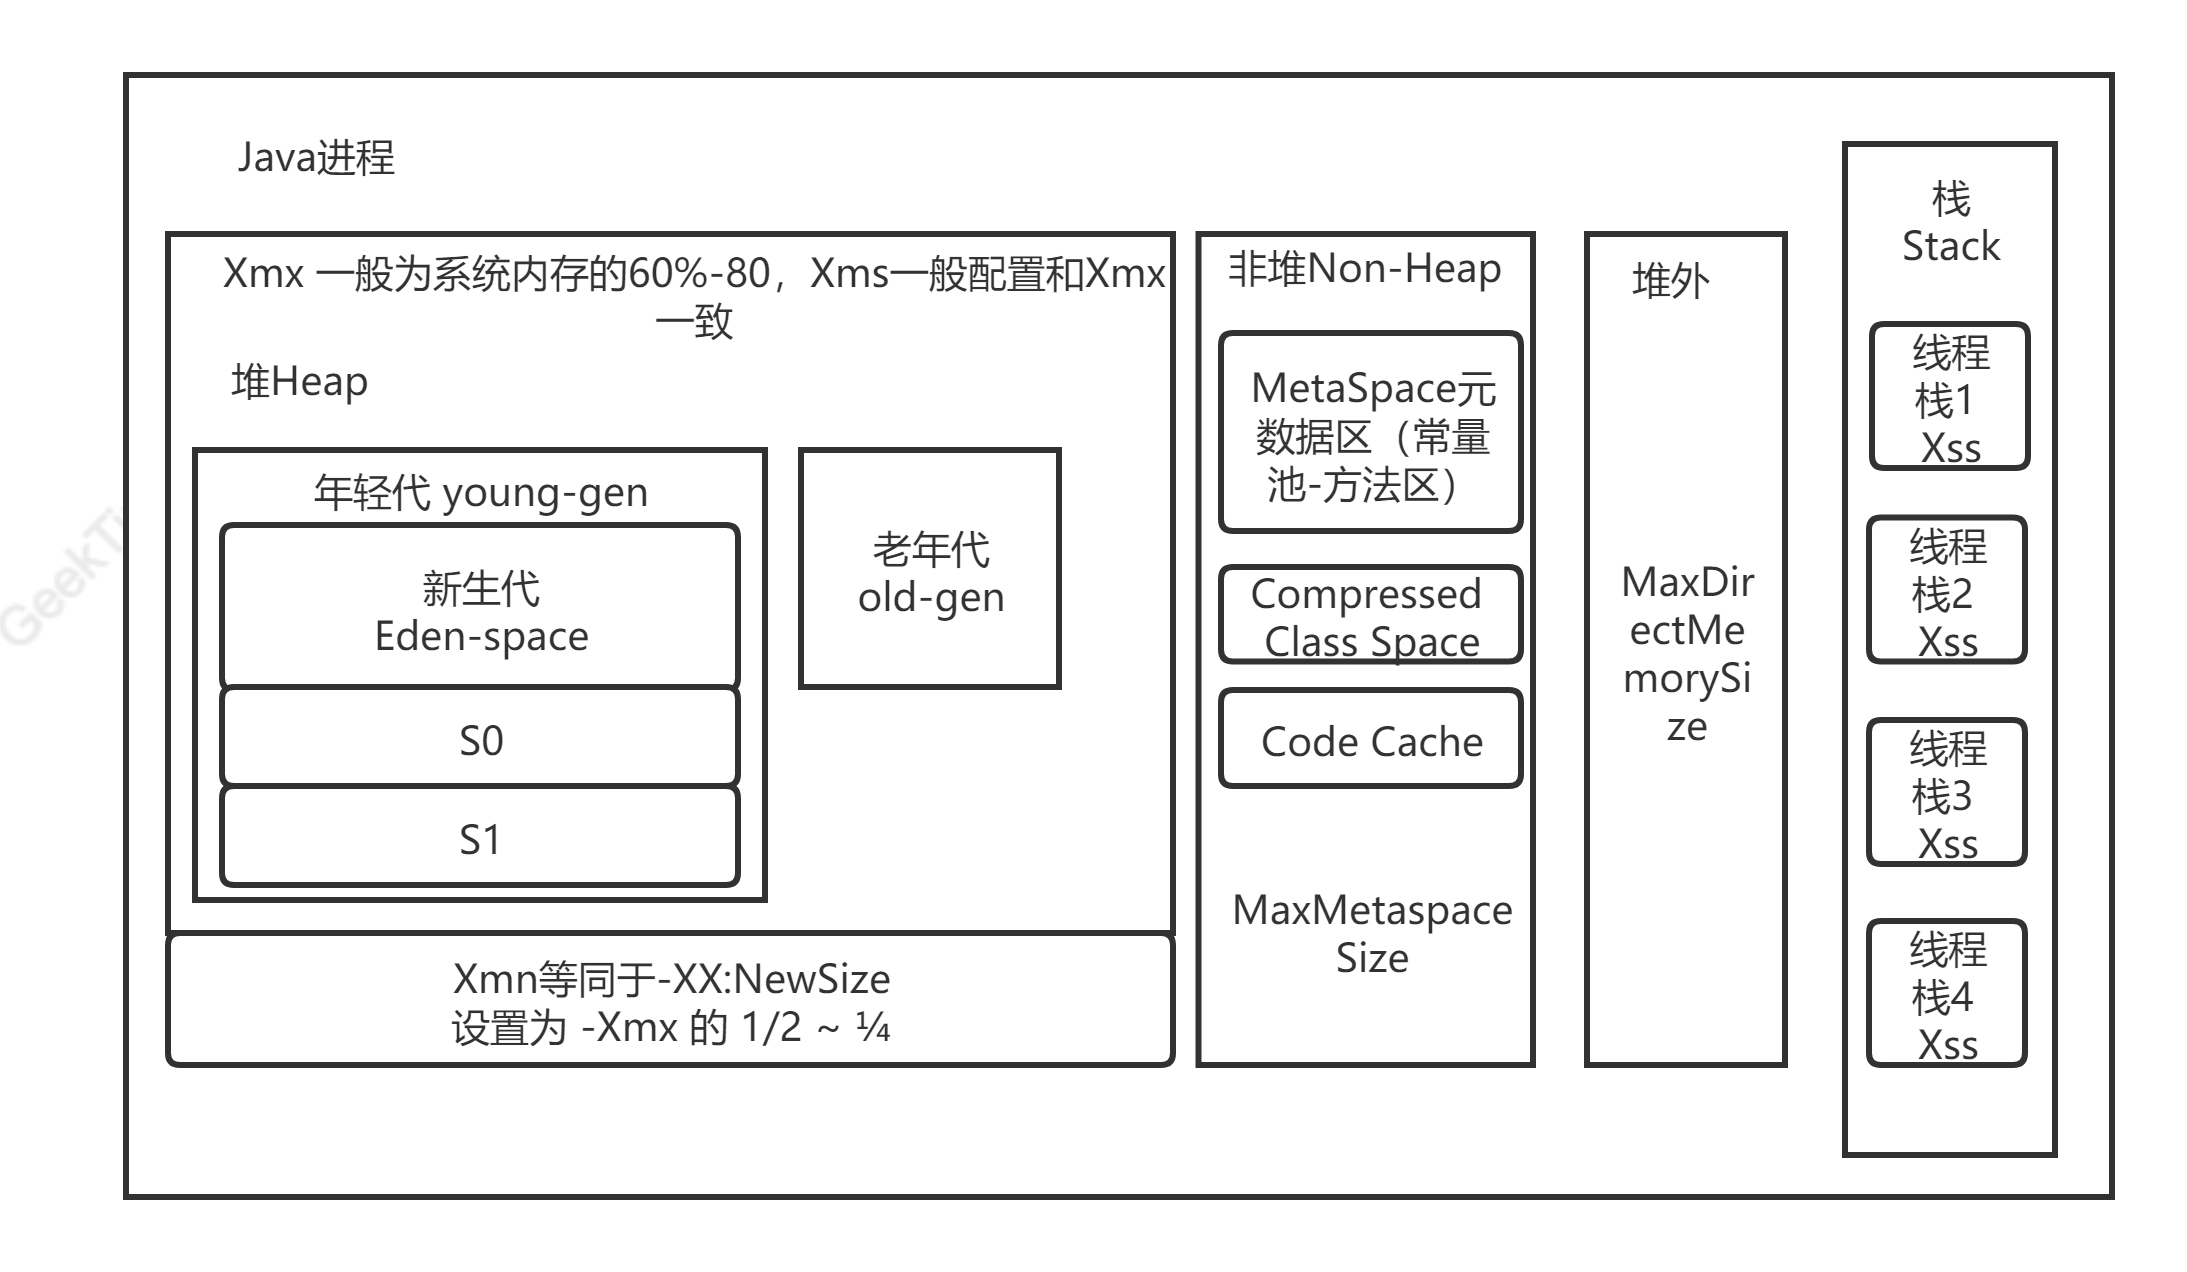 Java进程
Xmx 一般为系统内存的60%-80，Xms一般配置和Xmx
一致
堆Heap
年轻代 young-gen
新生代
Eden-space
S0
S1
老年代
old-gen
Xmn等同于-XX:NewSize
设置为 -Xmx 的 1/2 ~ ¼
非堆Non-Heap
MetaSpace元
数据区（常量
池-方法区）
Compressed
Class Space
Code Cache
MaxMetaspace
Size
堆外
MaxDir
ectMe
morySi
ze
栈
Stack
线程
栈1
Xss
线程
栈2
Xss
线程
栈3
Xss
线程
栈4
Xss
GeekTi